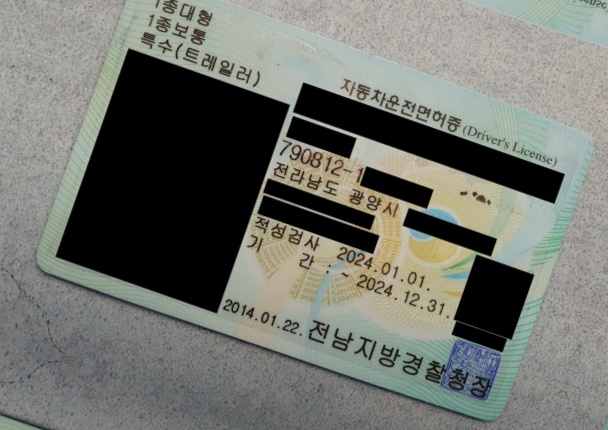 1종대형
1종보통
특수(트레일러)
자동차운전면허증 (Driver's License)
790812-1
전라남도 광양시
적성검사 2024.01.01.
기 간 : ~ 2024.12.31.
2014.01.22. 전남지방경찰청장